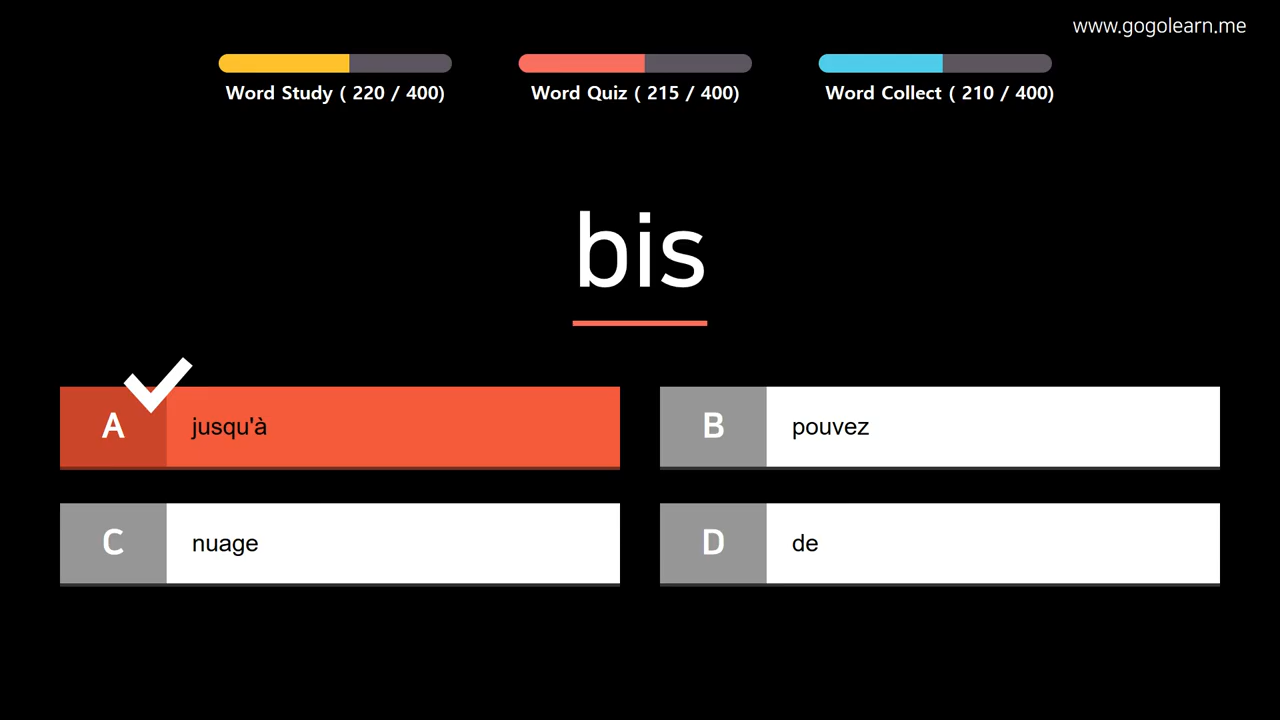 www.gogolearn.me
Word Study ( 220 / 400)
Word Quiz ( 215 / 400)
Word Collect ( 210 / 400)
bis
A jusqu'à
B pouvez
C nuage
D de